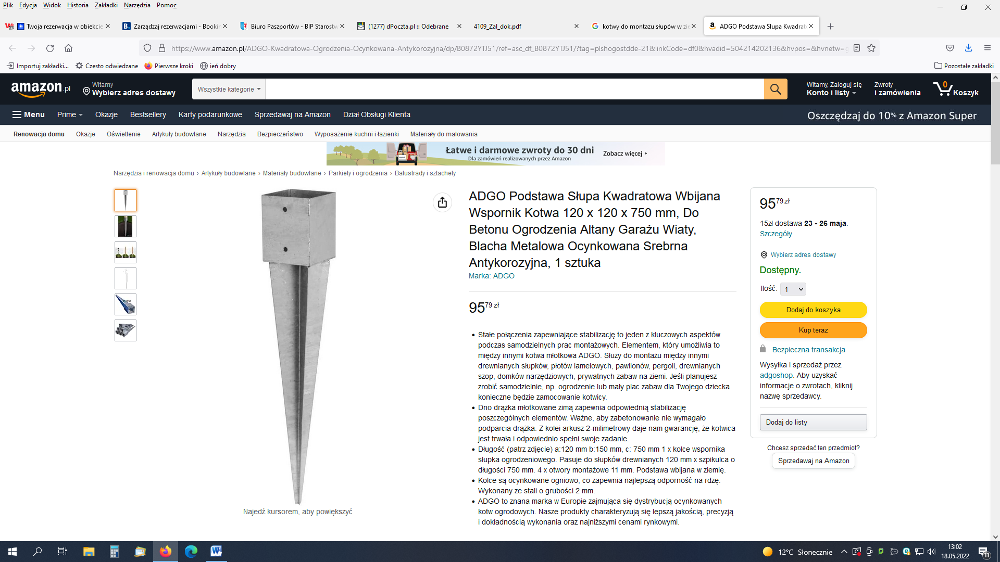 Plik Edycja Widok Historia Zakładki Narzędzia Pomoc
Twoja rezerwacja w obiekcie
Zarządzaj rezerwacjami - Bookin
Biuro Paszportów - BIP Starostw
(1277) dPoczta.pl :: Odebrane
4109_Zal_dok.pdf
kotwy do montazu słupów w zie
ADGO Podstawa Słupa Kwadrat
https://www.amazon.pl/ADGO-Kwadratowa-Ogrodzenia-Ocynkowana-Antykorozyjna/dp/B0872YTJ51/ref=asc_df_B0872YTJ51/?tag=plshogostdde-21&linkCode=df0&hvadid=504214202136&hvpos=&hvnetw=g
Importuj zakładki... Często odwiedzane Pierwsze kroki ień dobry Pozostałe zakładki
amazon.pl
Witamy
Wybierz adres dostawy
Wszystkie kategorie
Witamy, Zaloguj się
Konto i listy
Zwroty
i zamówienia
0
Koszyk
Menu Prime Okazje Bestsellery Karty podarunkowe Sprzedawaj na Amazon Dział Obsługi Klienta
Oszczędzaj do 10% z Amazon Super
Renowacja domu Okazje Oświetlenie Artykuły budowlane Narzędzia Bezpieczeństwo Wyposażenie kuchni i łazienki Materiały do malowania
Łatwe i darmowe zwroty do 30 dni
Dla zamówień realizowanych przez Amazon
Zobacz więcej
Narzędzia i renowacja domu › Artykuły budowlane › Materiały budowlane › Parkiety i ogrodzenia › Balustrady i sztachety
Najedź kursorem, aby powiększyć
ADGO Podstawa Słupa Kwadratowa Wbijana
Wspornik Kotwa 120 x 120 x 750 mm, Do
Betonu Ogrodzenia Altany Garażu Wiaty,
Blacha Metalowa Ocynkowana Srebrna
Antykorozyjna, 1 sztuka
Marka: ADGO
95 79 zł
• Stałe połączenia zapewniające stabilizację to jeden z kluczowych aspektów
podczas samodzielnych prac montażowych. Elementem, który umożliwia to
między innymi kotwa młotkowa ADGO. Służy do montażu między innymi
drewnianych słupków, płotów lamelowych, pawilonów, pergoli, drewnianych
szop, domków narzędziowych, prywatnych zabaw na ziemi. Jeśli planujesz
zrobić samodzielnie, np. ogrodzenie lub mały plac zabaw dla Twojego dziecka
konieczne będzie zamocowanie kotwicy.
• Dno drążka młotkowane zimą zapewnia odpowiednią stabilizację
poszczególnych elementów. Ważne, aby zabetonowanie nie wymagało
podparcia drążka. Z kolei arkusz 2-milimetrowy daje nam gwarancję, że kotwica
jest trwała i odpowiednio spełni swoje zadanie.
• Długość (patrz zdjęcie) a:120 mm b:150 mm, c: 750 mm 1 x kolce wspornika
słupka ogrodzeniowego. Pasuje do słupków drewnianych 120 mm x szpikulca o
długości 750 mm. 4 x otwory montażowe 11 mm. Podstawa wbijana w ziemię.
• Kolce są ocynkowane ogniowo, co zapewnia najlepszą odporność na rdzę.
Wykonany ze stali o grubości 2 mm.
• ADGO to znana marka w Europie zajmująca się dystrybucją ocynkowanych
kotw ogrodowych. Nasze produkty charakteryzują się lepszą jakością, precyzją
i dokładnością wykonania oraz najniższymi cenami rynkowymi.
95 79 zł
15zł dostawa 23 - 26 maja.
Szczegóły
Wybierz adres dostawy
Dostępny.
Ilość: 1
Dodaj do koszyka
Kup teraz
Bezpieczna transakcja
Wysyłka i sprzedaż przez
adgoshop. Aby uzyskać
informacje o zwrotach, kliknij
nazwę sprzedawcy.
Dodaj do listy
Chcesz sprzedać ten przedmiot?
Sprzedawaj na Amazon
12°C Słonecznie
13:02
18.05.2022
11